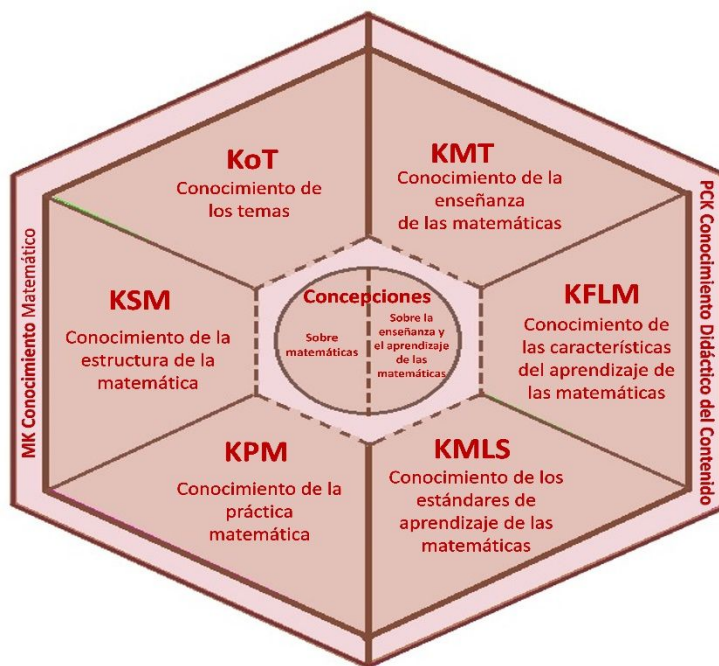 KoT
Conocimiento de
los temas
KMT
Conocimiento de la
enseñanza
de las matemáticas
MK Conocimiento Matemático
KSM
Conocimiento de la
estructura de la
matemática
Concepciones
Sobre
matemáticas
Sobre la
enseñanza y
el aprendizaje
de las
matemáticas
KFLM
Conocimiento de
las características
del aprendizaje de
las matemáticas
PCK Conocimiento Didáctico del Contenido
KPM
Conocimiento de la
práctica
matemática
KMLS
Conocimiento de los
estándares de
aprendizaje de las
matemáticas